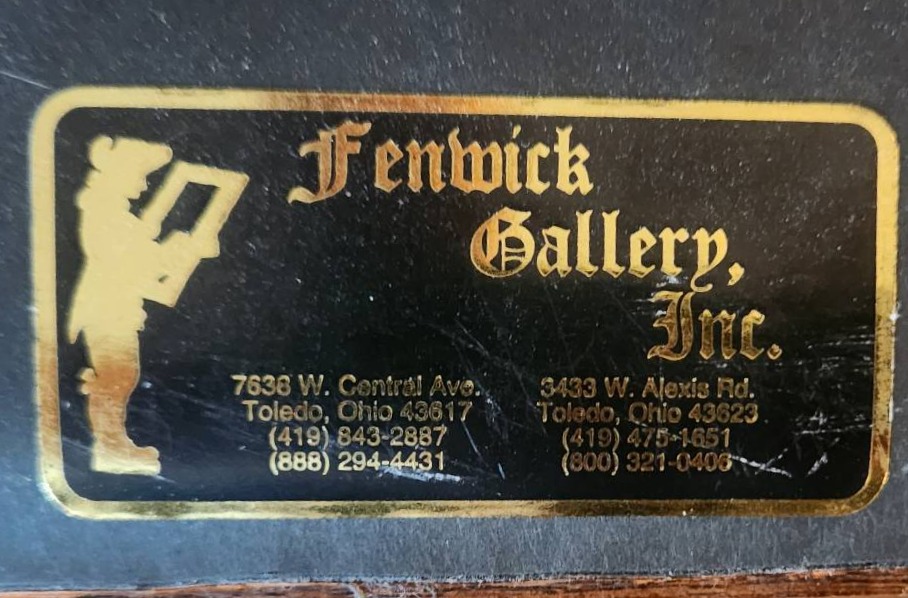 Fenwick
Gallery,
Inc.
7638 W. Central Ave.
Toledo, Ohio 43617
(419) 843-2887
(888) 294-4431
3433 W. Alexis Rd.
Toledo, Ohio 43623
(419) 475-1651
(800) 321-0406